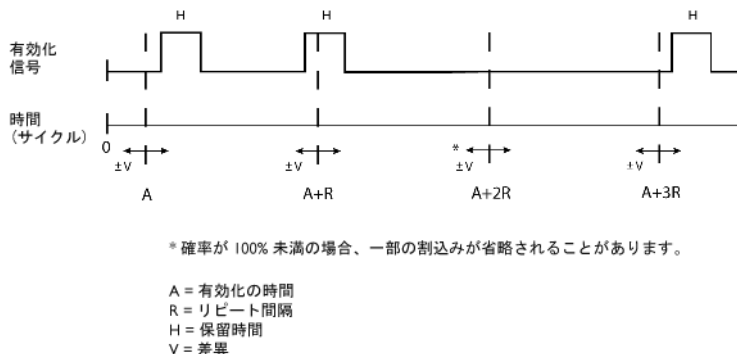 H H H
有効化
信号
時間
(サイクル)
0
*
±V ±V ±V ±V
A A+R A+2R A+3R
* 確率が 100% 未満の場合、一部の割込みが省略されることがあります。
A = 有効化の時間
R = リピート間隔
H = 保留時間
V = 差異